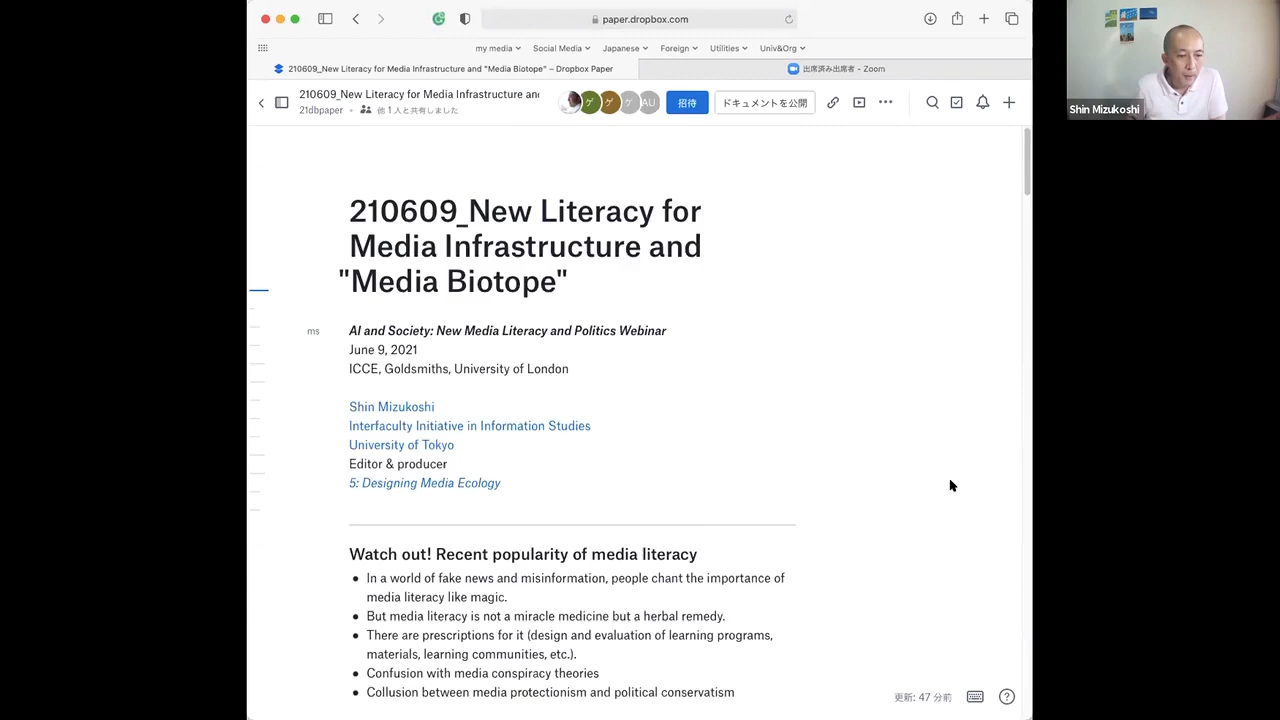 paper.dropbox.com
my media
Social Media
Japanese
Foreign
Utilities
Univ&Org
210609_New Literacy for Media Infrastructure and "Media Biotope" – Dropbox Paper
出席済み出席者 - Zoom
210609_New Literacy for Media Infrastructure an
21dbpaper • 他 1 人と共有しました
ゲ
ゲ
ゲ
AU
招待
ドキュメントを公開
Shin Mizukoshi
210609_New Literacy for
Media Infrastructure and
"Media Biotope"
ms
AI and Society: New Media Literacy and Politics Webinar
June 9, 2021
ICCE, Goldsmiths, University of London
Shin Mizukoshi
Interfaculty Initiative in Information Studies
University of Tokyo
Editor & producer
5: Designing Media Ecology
Watch out! Recent popularity of media literacy
• In a world of fake news and misinformation, people chant the importance of
media literacy like magic.
• But media literacy is not a miracle medicine but a herbal remedy.
• There are prescriptions for it (design and evaluation of learning programs,
materials, learning communities, etc.).
• Confusion with media conspiracy theories
• Collusion between media protectionism and political conservatism
更新: 47 分前